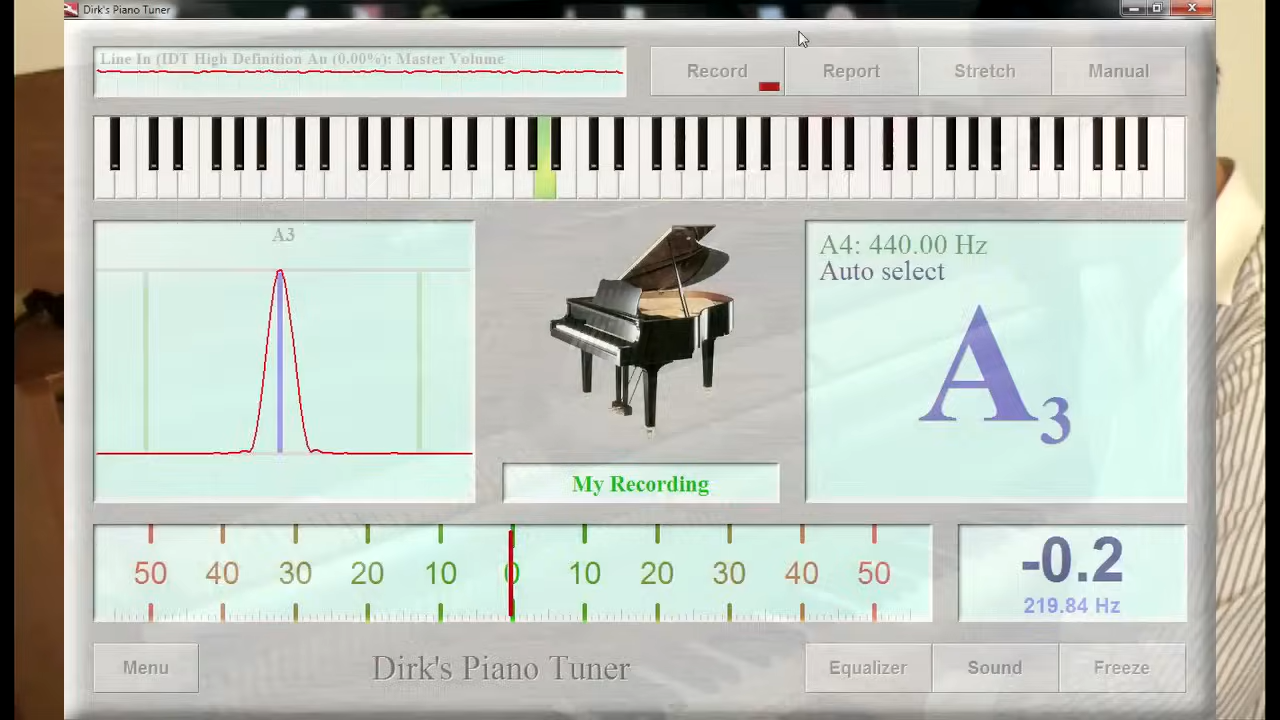 Dirk's Piano Tuner
Line In (IDT High Definition Au (0.00%): Master Volume
Record
Report
Stretch
Manual
A3
A4: 440.00 Hz
Auto select
A3
My Recording
50 40 30 20 10 0 10 20 30 40 50
-0.2
219.84 Hz
Menu
Dirk's Piano Tuner
Equalizer
Sound
Freeze